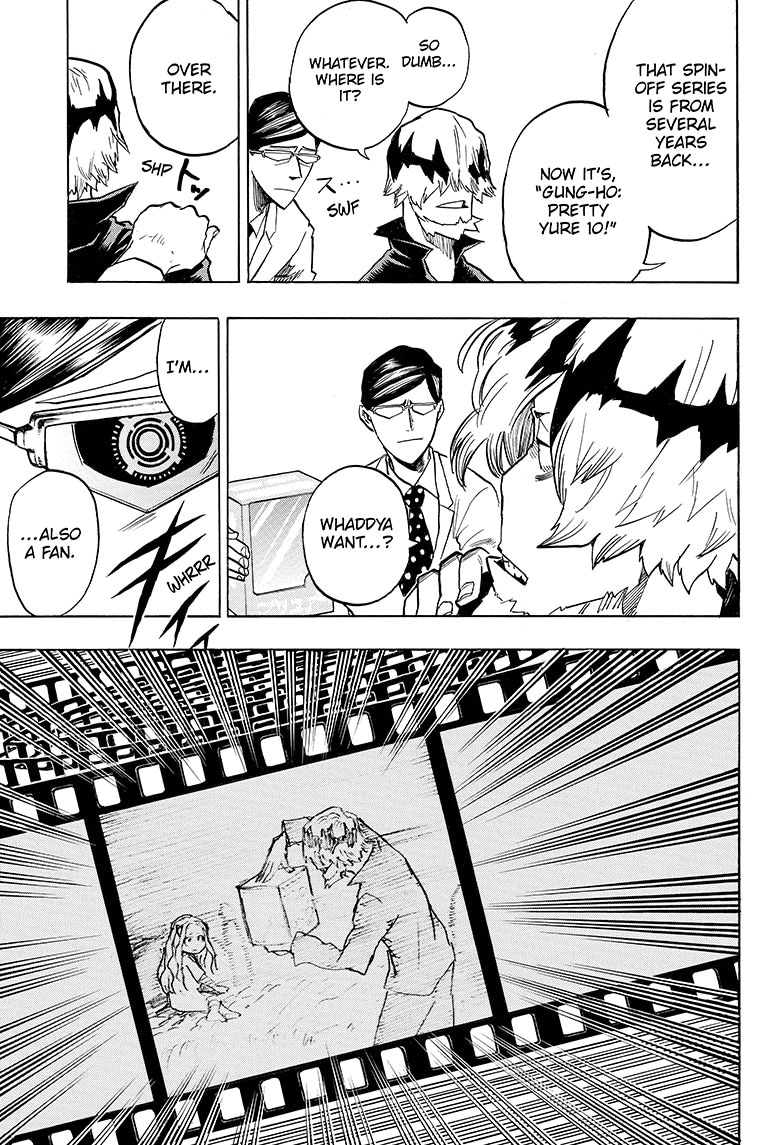 THAT SPIN-
OFF SERIES
IS FROM
SEVERAL
YEARS
BACK...
NOW IT'S,
"GUNG-HO:
PRETTY
YURE 10!"
SO
DUMB...
WHATEVER.
WHERE IS
IT?
ス...
SWF
OVER
THERE.
SHP
トッ
WHADDYA
WANT...?
I'M...
...ALSO
A FAN.
WHRRR